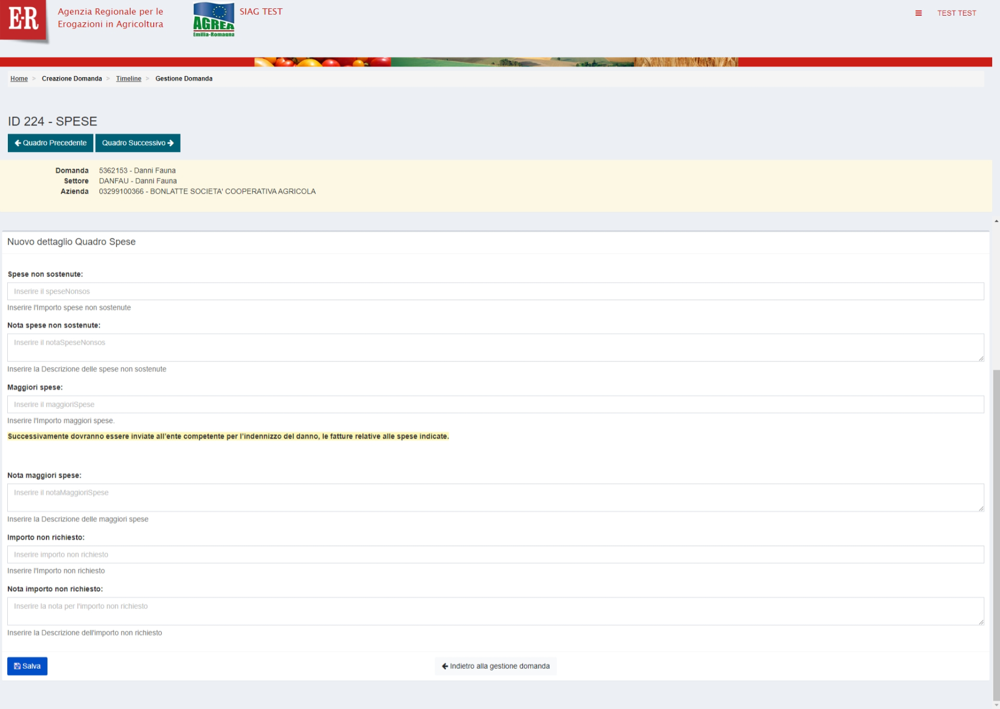 E-R
Agenzia Regionale per le
Erogazioni in Agricoltura
AGREA
Emilia-Romagna
SIAG TEST
TEST TEST
Home > Creazione Domanda > Timeline > Gestione Domanda
ID 224 - SPESE
Quadro Precedente Quadro Successivo
Domanda 5362153 - Danni Fauna
Settore DANFAU - Danni Fauna
Azienda 03299100366 - BONLATTE SOCIETA' COOPERATIVA AGRICOLA
Nuovo dettaglio Quadro Spese
Spese non sostenute:
Inserire il speseNonsos
Inserire l'Importo spese non sostenute
Nota spese non sostenute:
Inserire il notaSpeseNonsos
Inserire la Descrizione delle spese non sostenute
Maggiori spese:
Inserire il maggioriSpese
Inserire l'Importo maggiori spese.
Successivamente dovranno essere inviate all'ente competente per l'indennizzo del danno, le fatture relative alle spese indicate.
Nota maggiori spese:
Inserire il notaMaggioriSpese
Inserire la Descrizione delle maggiori spese
Importo non richiesto:
Inserire importo non richiesto
Inserire l'Importo non richiesto
Nota importo non richiesto:
Inserire la nota per l'importo non richiesto
Inserire la Descrizione dell'importo non richiesto
Salva
Indietro alla gestione domanda